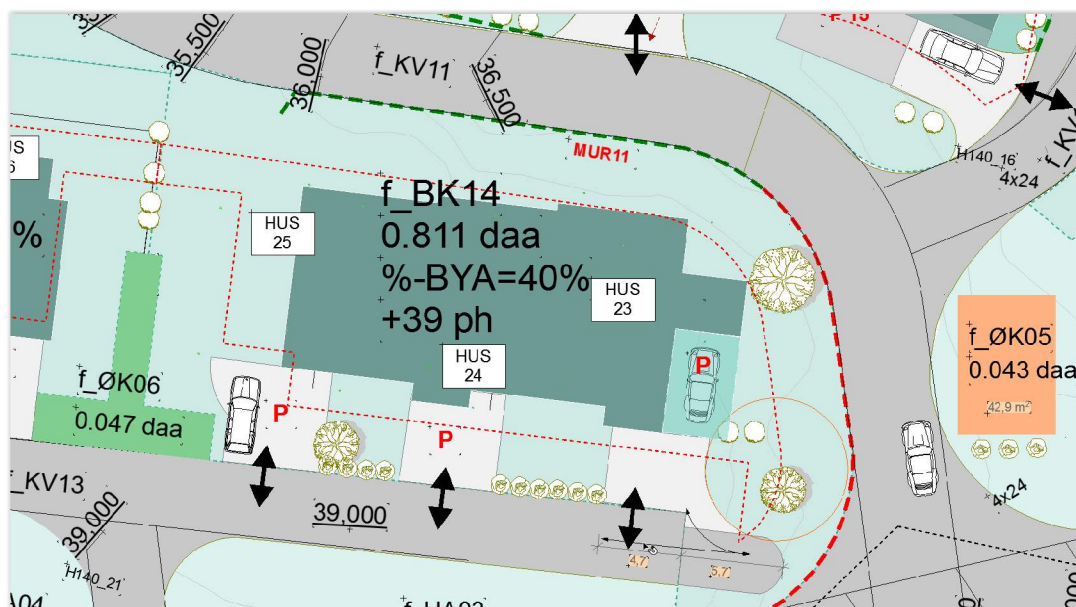 35,500
36,000
f_KV11
36,500
MUR11
H140_16
4x24
f_KV
HUS
25
f_BK14
0.811 daa
%-BYA=40%
+39 ph
HUS
23
HUS
24
%
P
P
P
f_ØK06
0.047 daa
f_ØK05
0.043 daa
42,9 m²
4x24
f_KV13
39,000
39,000
4,7
5,7
H140_21